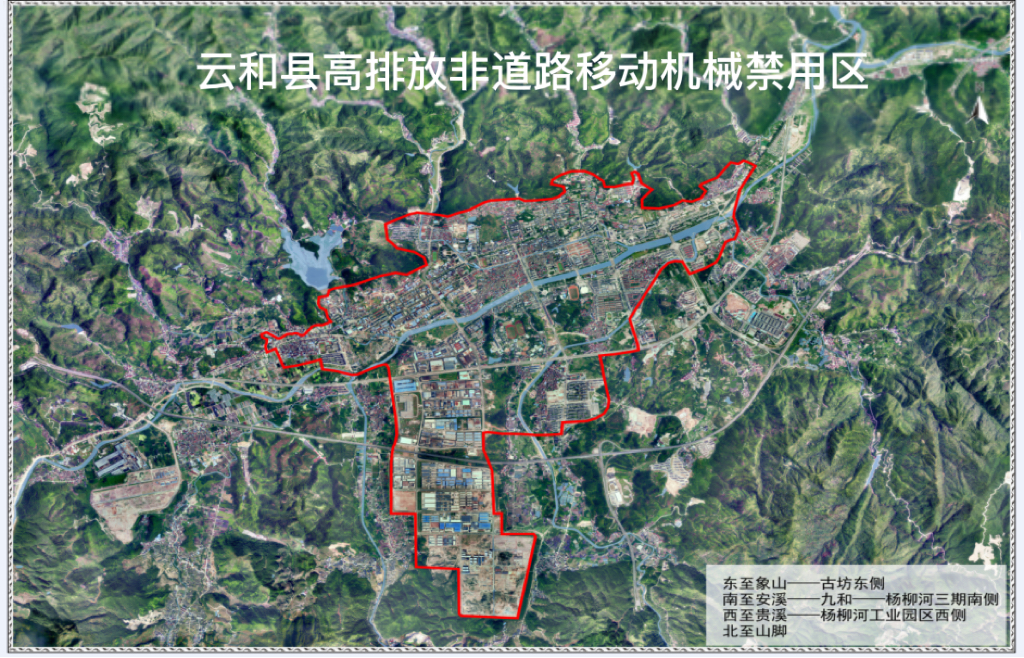 云和县高排放非道路移动机械禁用区
东至象山——古坊东侧
南至安溪——九和——杨柳河三期南侧
西至贵溪——杨柳河工业园区西侧
北至山脚